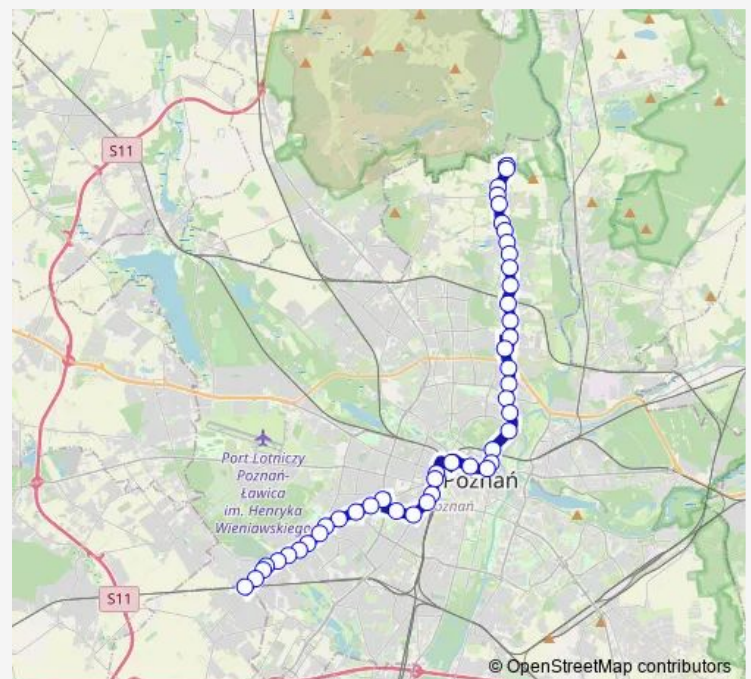 S11
Port Lotniczy
Poznań-
Ławica
im. Henryka
Wieniawskiego
Poznań
Poznań
S11
© OpenStreetMap contributors